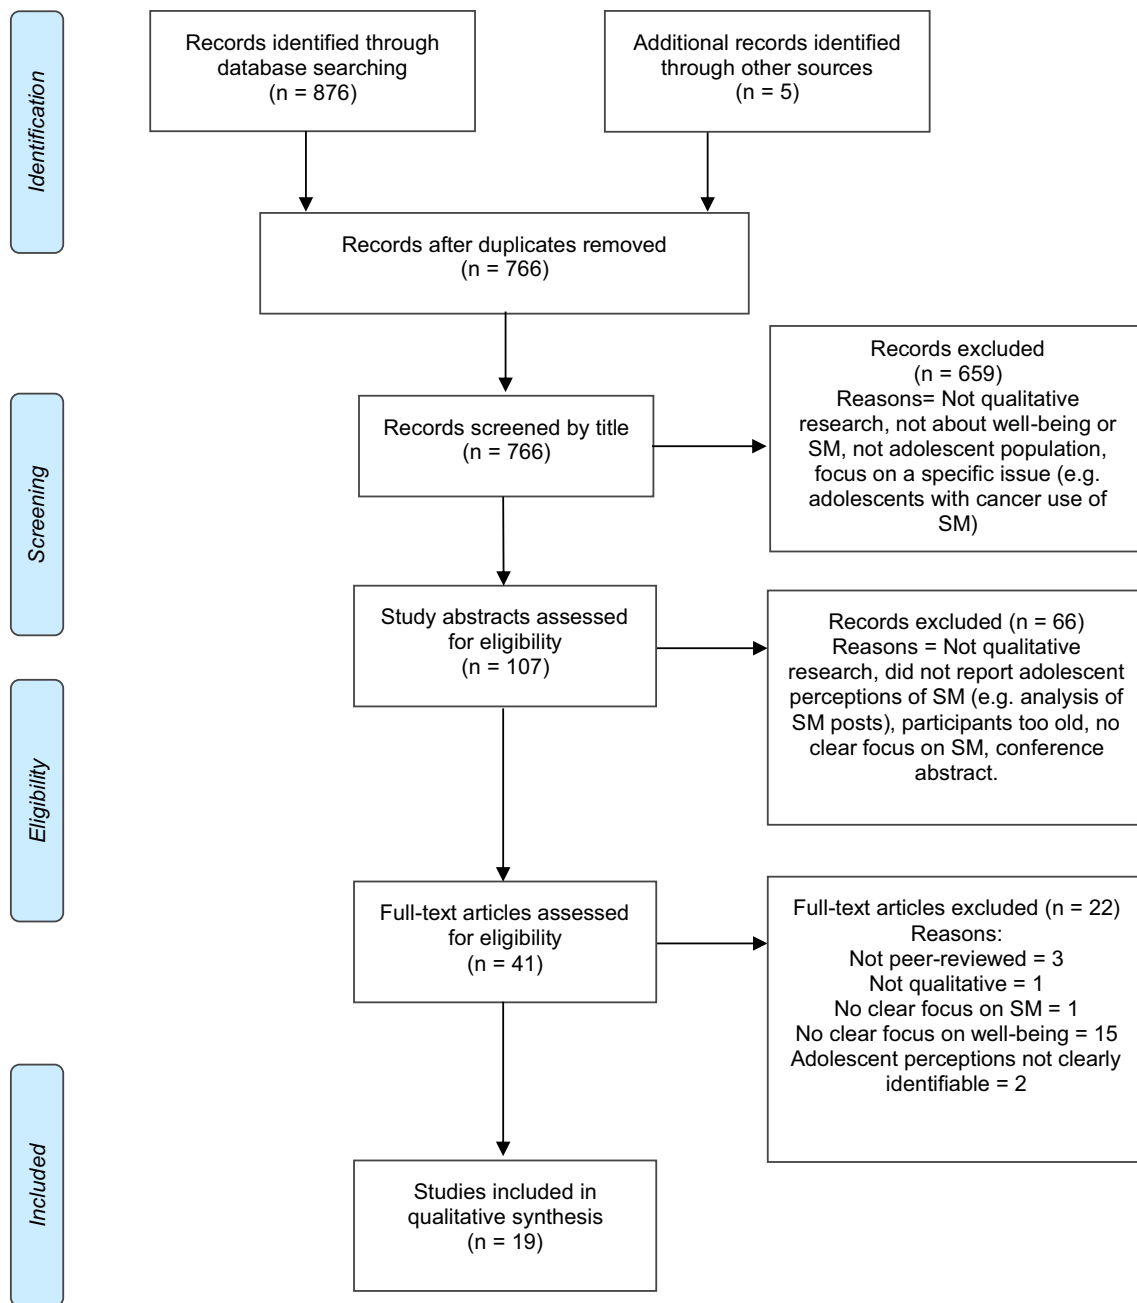 Identification
Records identified through
database searching
(n = 876)
Additional records identified
through other sources
(n = 5)
Records after duplicates removed
(n = 766)
Screening
Records screened by title
(n = 766)
Records excluded
(n = 659)
Reasons= Not qualitative
research, not about well-being or
SM, not adolescent population,
focus on a specific issue (e.g.
adolescents with cancer use of
SM)
Study abstracts assessed
for eligibility
(n = 107)
Records excluded (n = 66)
Reasons = Not qualitative
research, did not report adolescent
perceptions of SM (e.g. analysis of
SM posts), participants too old, no
clear focus on SM, conference
abstract.
Eligibility
Full-text articles assessed
for eligibility
(n = 41)
Full-text articles excluded (n = 22)
Reasons:
Not peer-reviewed = 3
Not qualitative = 1
No clear focus on SM = 1
No clear focus on well-being = 15
Adolescent perceptions not clearly
identifiable = 2
Included
Studies included in
qualitative synthesis
(n = 19)